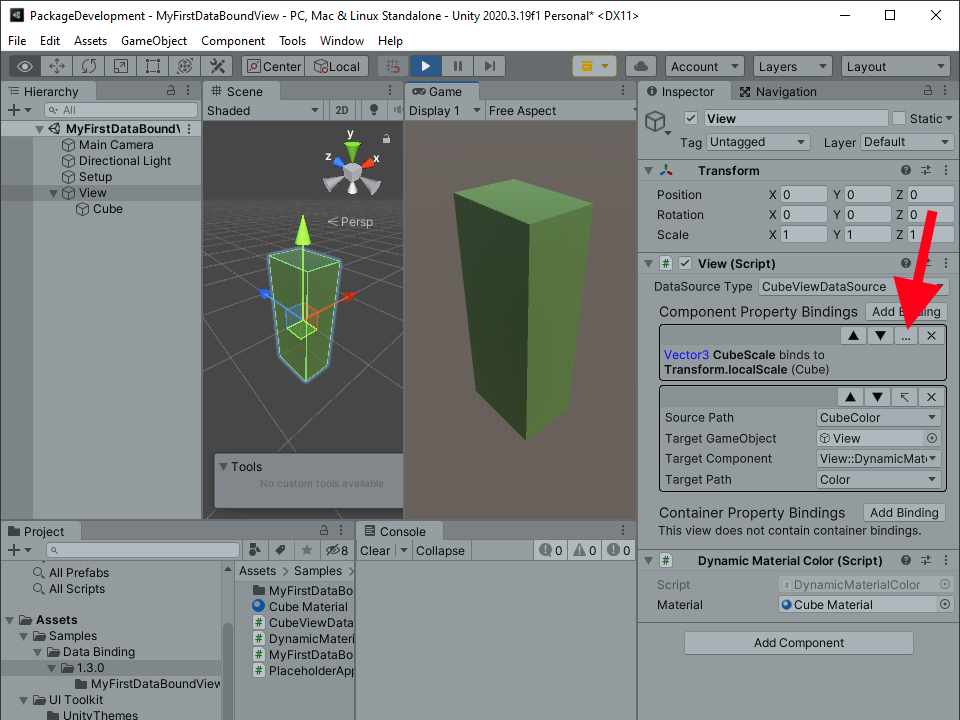 PackageDevelopment - MyFirstDataBoundView - PC, Mac & Linux Standalone - Unity 2020.3.19f1 Personal* <DX11>
File Edit Assets GameObject Component Tools Window Help
Center Local Account Layers Layout
Hierarchy
All
MyFirstDataBound\
Main Camera
Directional Light
Setup
View
Cube
Scene
Shaded 2D
y
z x
Persp
Tools
No custom tools available
Game
Display 1 Free Aspect
Inspector Navigation
View Static
Tag Untagged Layer Default
Transform
Position X 0 Y 0 Z 0
Rotation X 0 Y 0 Z 0
Scale X 1 Y 1 Z 1
# View (Script)
DataSource Type CubeViewDataSource
Component Property Bindings Add Binding
▲ ▼ ... ✕
Vector3 CubeScale binds to
Transform.localScale (Cube)
▲ ▼ ↸ ✕
Source Path CubeColor
Target GameObject View
Target Component View::DynamicMate
Target Path Color
Container Property Bindings Add Binding
This view does not contain container bindings.
# Dynamic Material Color (Script)
Script # DynamicMaterialColor
Material Cube Material
Add Component
Project
8
All Prefabs
All Scripts
Assets
Samples
Data Binding
1.3.0
MyFirstDataBoundView
UI Toolkit
UnityThemes
Assets > Samples >
MyFirstDataBo
Cube Material
# CubeViewData
# DynamicMateri
# MyFirstDataBo
# PlaceholderApp
Console
Clear Collapse 0 0 0